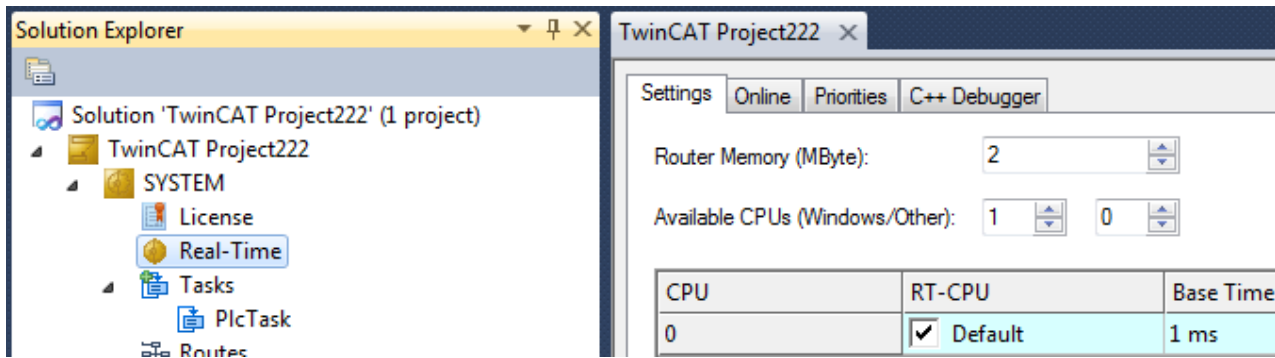 Solution Explorer
Solution 'TwinCAT Project222' (1 project)
TwinCAT Project222
SYSTEM
License
Real-Time
Tasks
PlcTask
Routes
TwinCAT Project222
Settings Online Priorities C++ Debugger
Router Memory (MByte): 2
Available CPUs (Windows/Other): 1 0
CPU RT-CPU Base Time
0 Default 1 ms